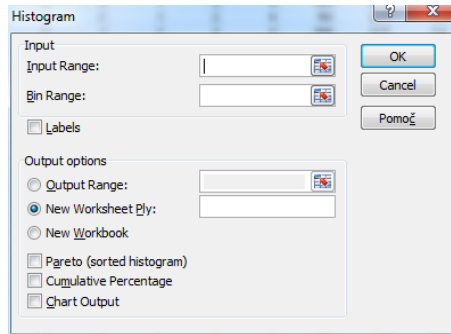 Histogram
Input
Input Range:
Bin Range:
Labels
OK
Cancel
Pomoč
Output options
Output Range:
New Worksheet Ply:
New Workbook
Pareto (sorted histogram)
Cumulative Percentage
Chart Output